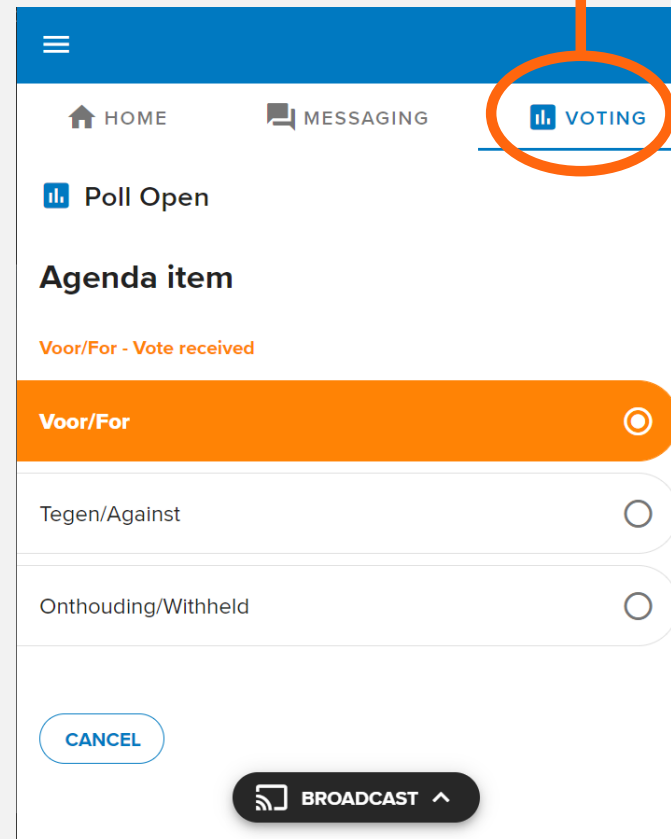 HOME MESSAGING VOTING
Poll Open
Agenda item
Voor/For - Vote received
Voor/For
Tegen/Against
Onthouding/Withheld
CANCEL
BROADCAST